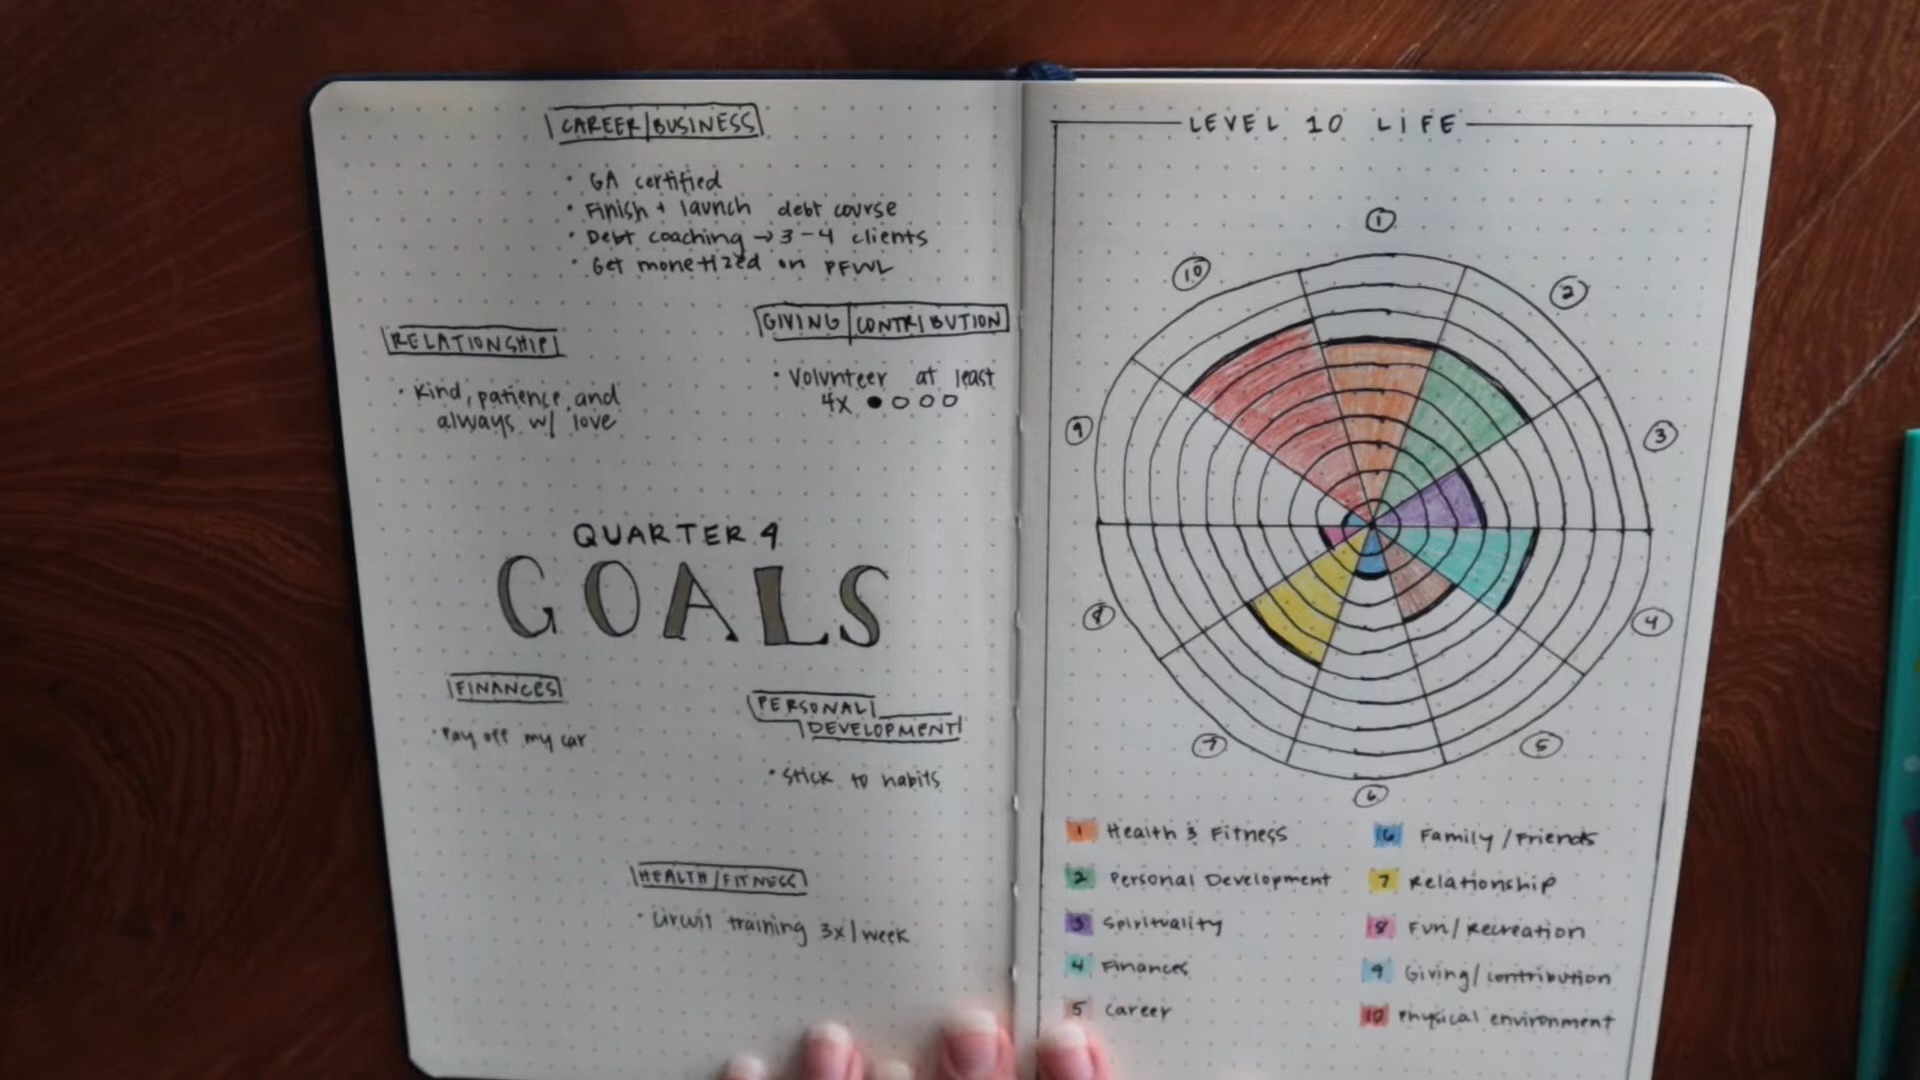 CAREER|BUSINESS
• GA certified
• Finish + launch debt course
• Debt coaching → 3-4 clients
• Get monetized on PFWL
RELATIONSHIP
• Kind, patience and
always w/ love
GIVING|CONTRIBUTION
• Volunteer at least
4x ●○○○
QUARTER 4
GOALS
FINANCES
• Pay off my car
PERSONAL
DEVELOPMENT
• stick to habits
HEALTH/FITNESS
• Circuit training 3x/week
LEVEL 10 LIFE
1
2
3
4
5
6
7
8
9
10
1 Health & Fitness
2 Personal Development
3 Spirituality
4 Finances
5 Career
6 Family/Friends
7 Relationship
8 Fun/Recreation
9 Giving/contribution
10 Physical environment